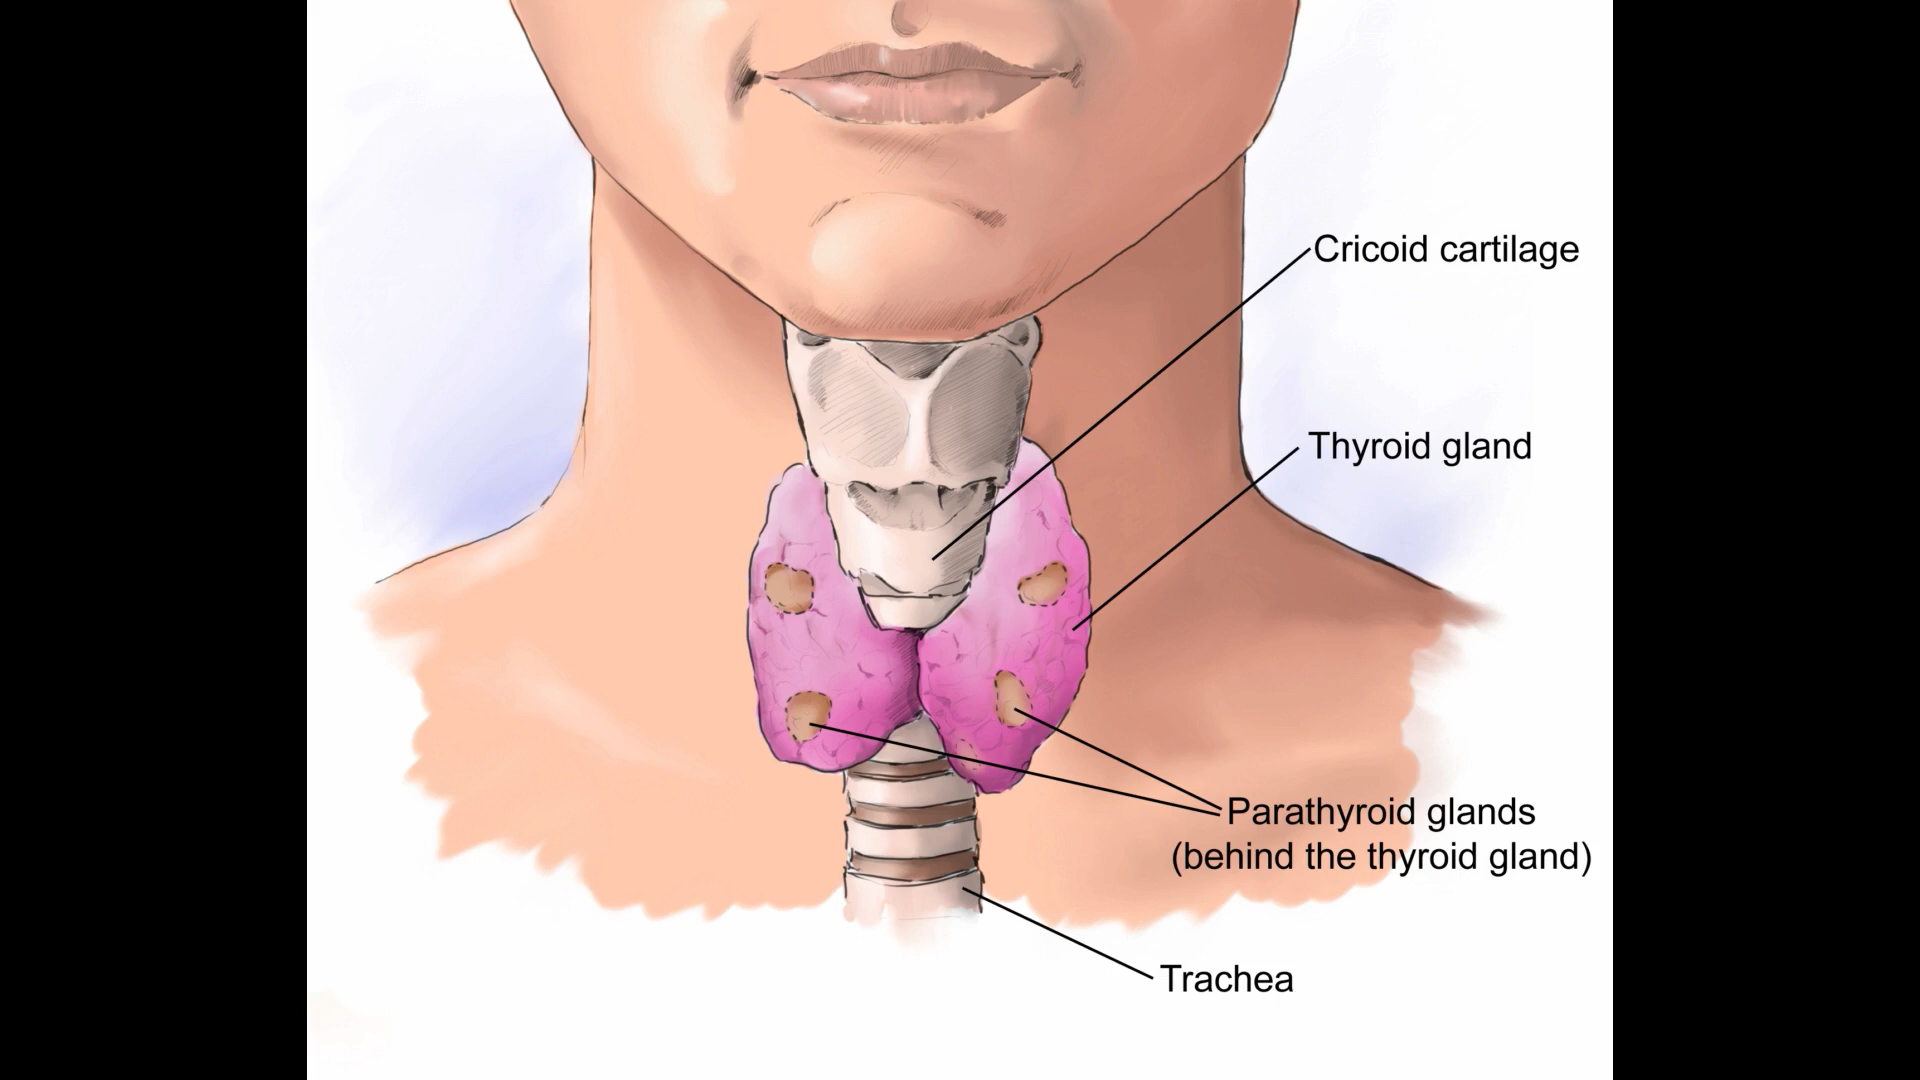 Cricoid cartilage
Thyroid gland
Parathyroid glands
(behind the thyroid gland)
Trachea